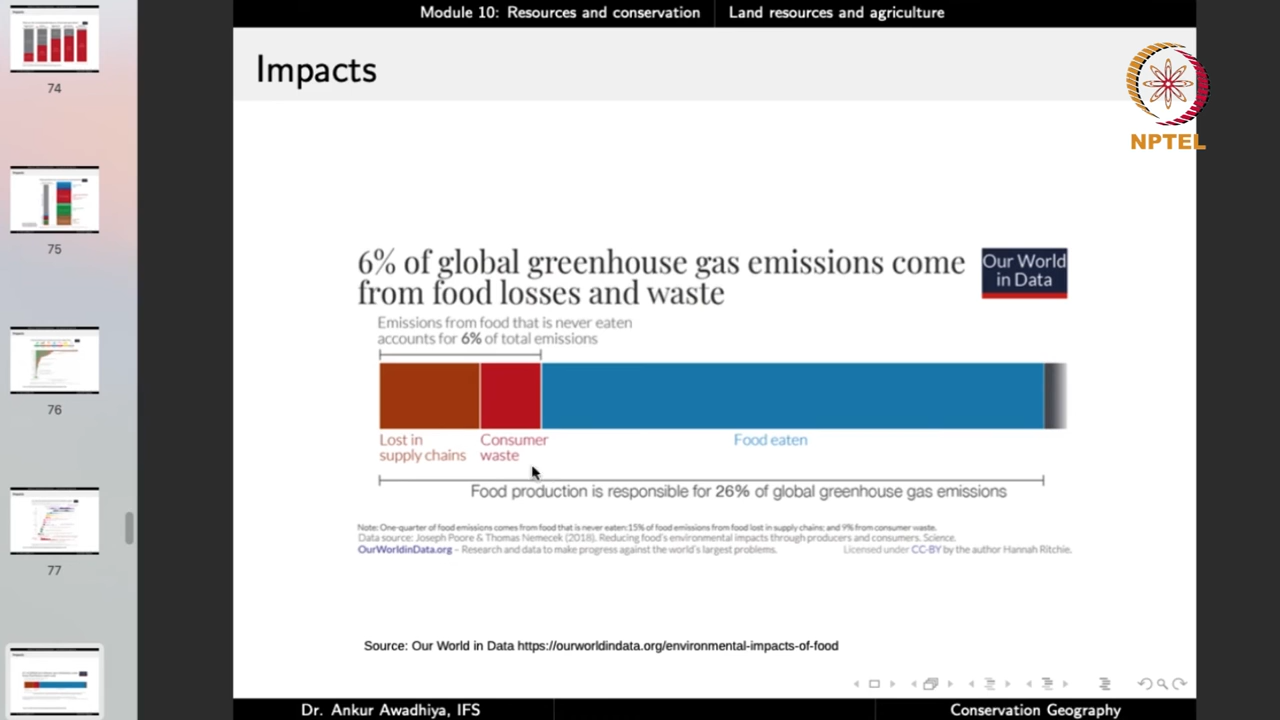 Module 10: Resources and conservation
Land resources and agriculture
Impacts
NPTEL
74
75
76
77
6% of global greenhouse gas emissions come
from food losses and waste
Our World
in Data
Emissions from food that is never eaten
accounts for 6% of total emissions
Lost in
supply chains
Consumer
waste
Food eaten
Food production is responsible for 26% of global greenhouse gas emissions
Note: One-quarter of food emissions comes from food that is never eaten: 15% of food emissions from food lost in supply chains; and 9% from consumer waste.
Data source: Joseph Poore & Thomas Nemecek (2018). Reducing food's environmental impacts through producers and consumers. Science.
OurWorldinData.org – Research and data to make progress against the world's largest problems.
Licensed under CC-BY by the author Hannah Ritchie.
Source: Our World in Data https://ourworldindata.org/environmental-impacts-of-food
Dr. Ankur Awadhiya, IFS
Conservation Geography